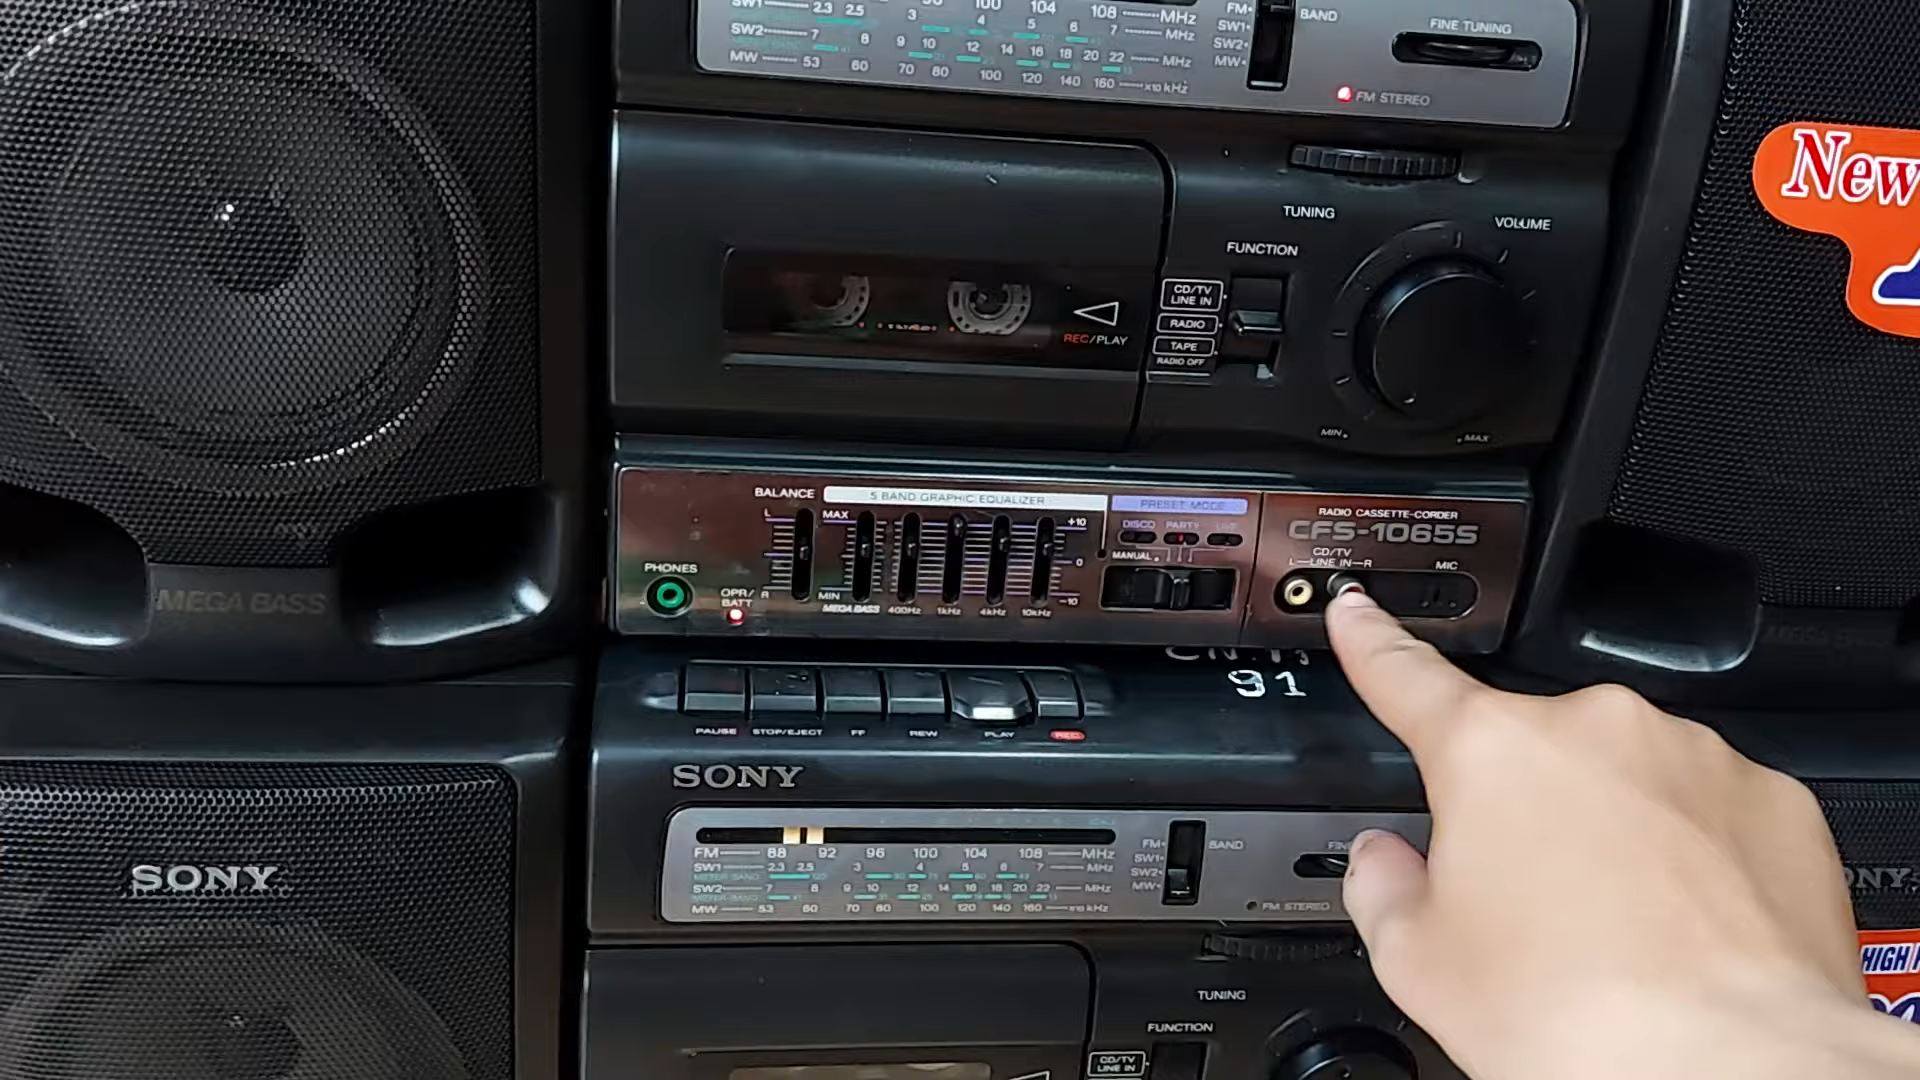 SW1 2.3 2.5 3 4 5 6 7 MHz
100 104 108 MHz
SW2 7 8 9 10 12 14 16 18 20 22 MHz
MW 53 60 70 80 100 120 140 160 x10 kHz
FM
SW1
SW2
MW
BAND
FINE TUNING
FM STEREO
New
TUNING
VOLUME
FUNCTION
CD/TV
LINE IN
RADIO
TAPE
RADIO OFF
REC/PLAY
MIN
MAX
BALANCE
L
R
5 BAND GRAPHIC EQUALIZER
MAX
MIN
+10
0
-10
MEGA BASS 400Hz 1kHz 4kHz 10kHz
PRESET MODE
DISCO PARTY LIVE
MANUAL
RADIO CASSETTE-CORDER
CFS-1065S
CD/TV
L LINE IN R
MIC
PHONES
OPR/
BATT
MEGA BASS
91
PAUSE STOP/EJECT FF REW PLAY REC
SONY
FM 88 92 96 100 104 108 MHz
SW1 2.3 2.5 3 4 5 6 7 MHz
METER BAND
SW2 7 8 9 10 12 14 16 18 20 22 MHz
METER BAND
MW 53 60 70 80 100 120 140 160 x10 kHz
FM
SW1
SW2
MW
BAND
FINE
FM STEREO
SONY
HIGH
TUNING
FUNCTION
CD/TV
LINE IN